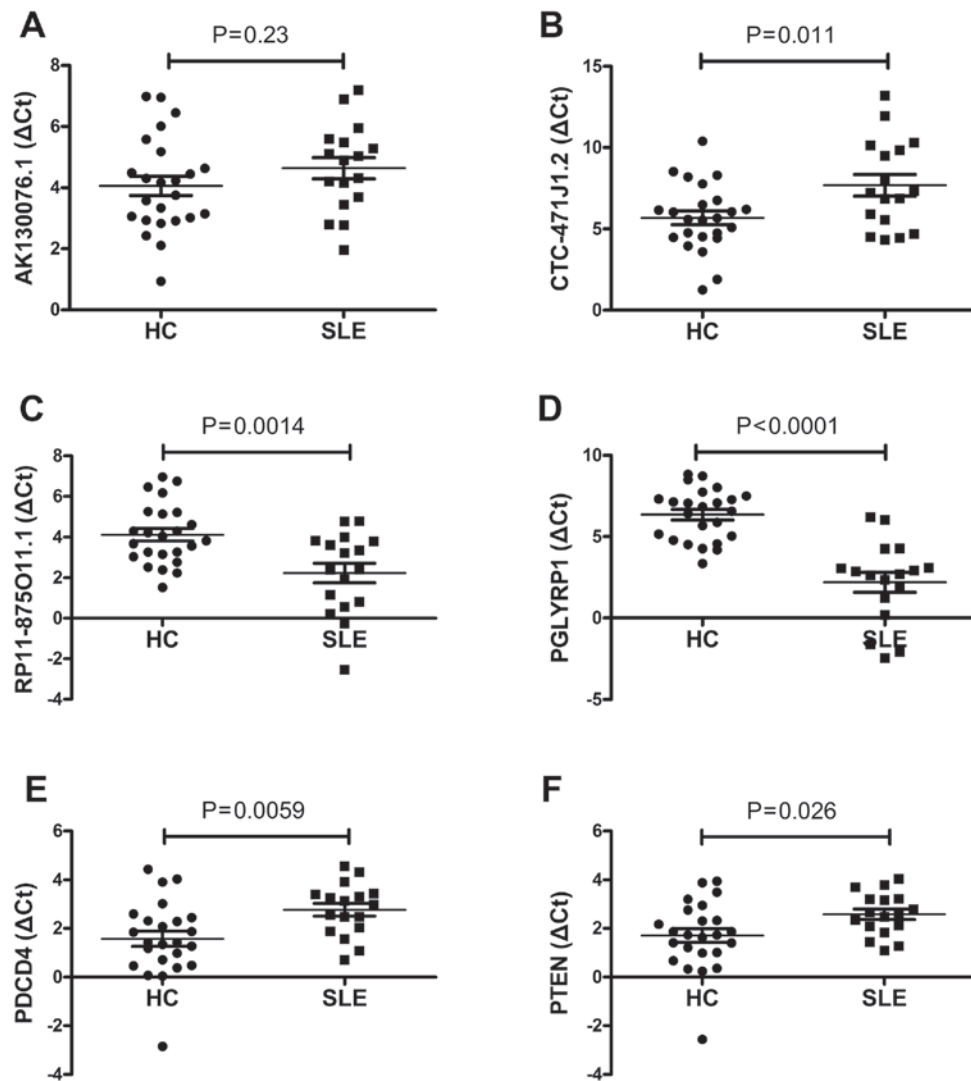 A
P=0.23
AK130076.1 (ΔCt)
8
6
4
2
0
HC
SLE
B
P=0.011
CTC-471J1.2 (ΔCt)
15
10
5
0
HC
SLE
C
P=0.0014
RP11-875O11.1 (ΔCt)
8
6
4
2
0
-2
-4
HC
SLE
D
P<0.0001
PGLYRP1 (ΔCt)
10
5
0
-5
HC
SLE
E
P=0.0059
PDCD4 (ΔCt)
6
4
2
0
-2
-4
HC
SLE
F
P=0.026
PTEN (ΔCt)
6
4
2
0
-2
-4
HC
SLE